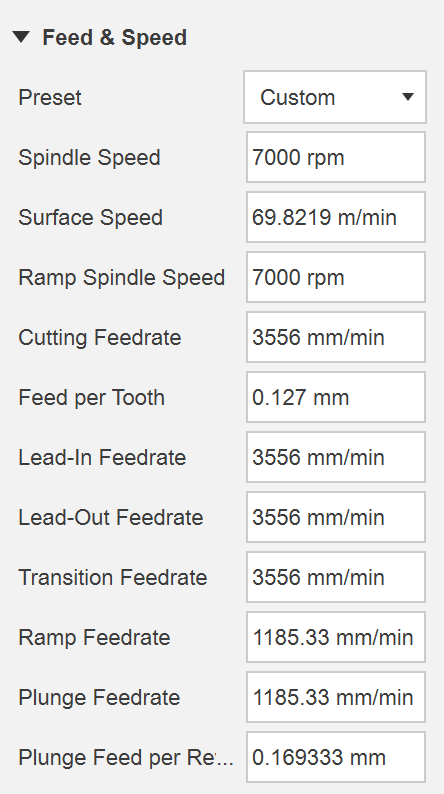 Feed & Speed
Preset Custom
Spindle Speed 7000 rpm
Surface Speed 69.8219 m/min
Ramp Spindle Speed 7000 rpm
Cutting Feedrate 3556 mm/min
Feed per Tooth 0.127 mm
Lead-In Feedrate 3556 mm/min
Lead-Out Feedrate 3556 mm/min
Transition Feedrate 3556 mm/min
Ramp Feedrate 1185.33 mm/min
Plunge Feedrate 1185.33 mm/min
Plunge Feed per Re... 0.169333 mm